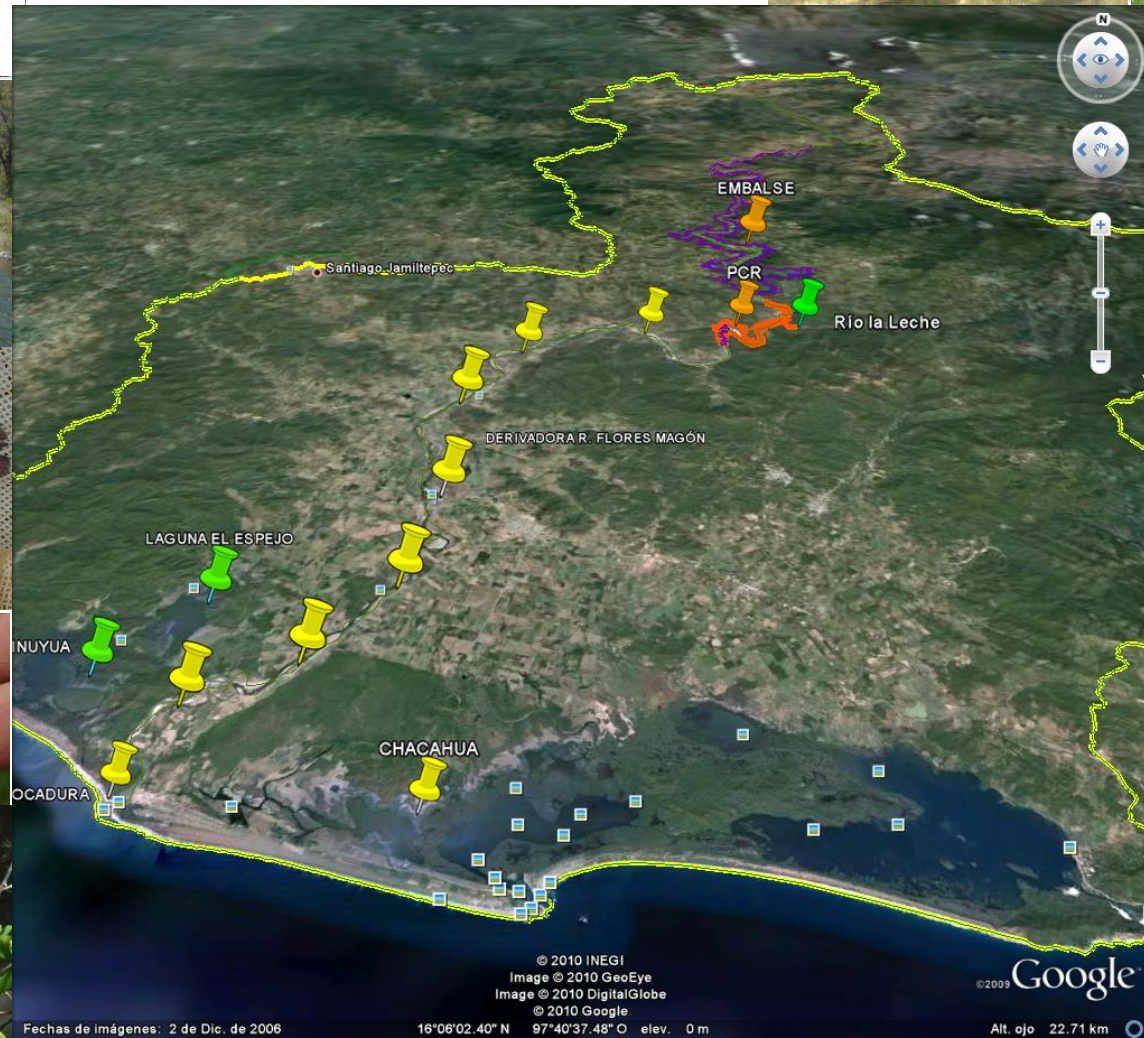 N
EMBALSE
PCR
Santiago Jamiltepec
Río la Leche
DERIVADORA R. FLORES MAGÓN
LAGUNA EL ESPEJO
INUYUA
CHACAHUA
OCADURA
© 2010 INEGI
Image © 2010 GeoEye
Image © 2010 DigitalGlobe
© 2010 Google
©2009 Google
Fechas de imágenes: 2 de Dic. de 2006 16°06'02.40" N 97°40'37.48" O elev. 0 m Alt. ojo 22.71 km